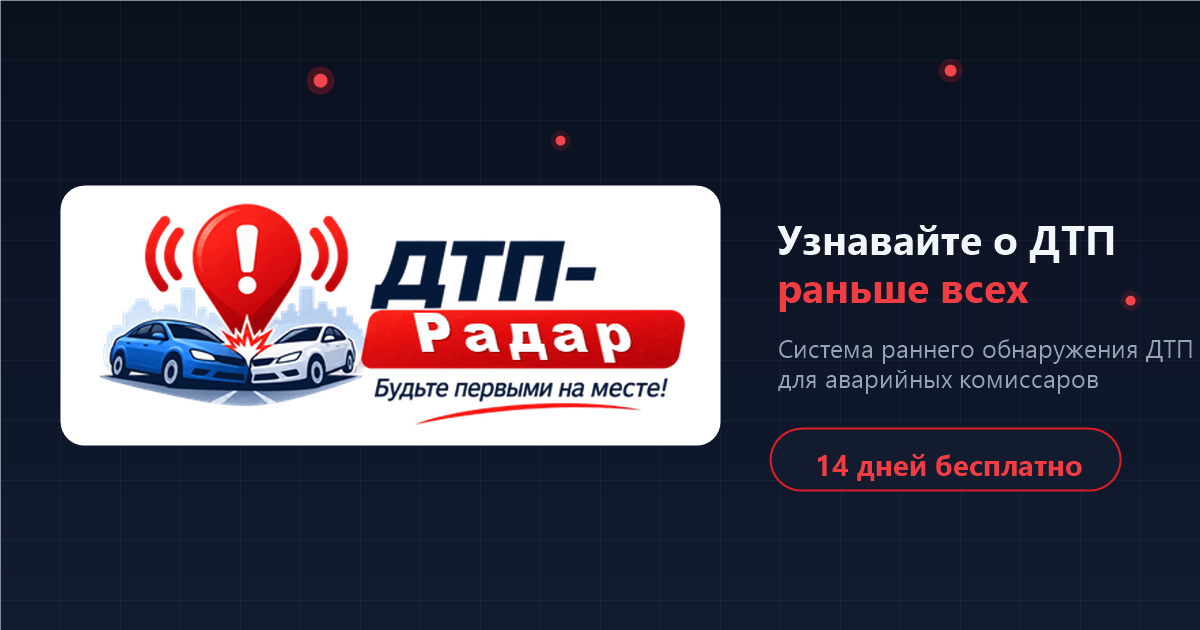 ДТП-
Радар
Будьте первыми на месте!
Узнавайте о ДТП
раньше всех
Система раннего обнаружения ДТП
для аварийных комиссаров
14 дней бесплатно